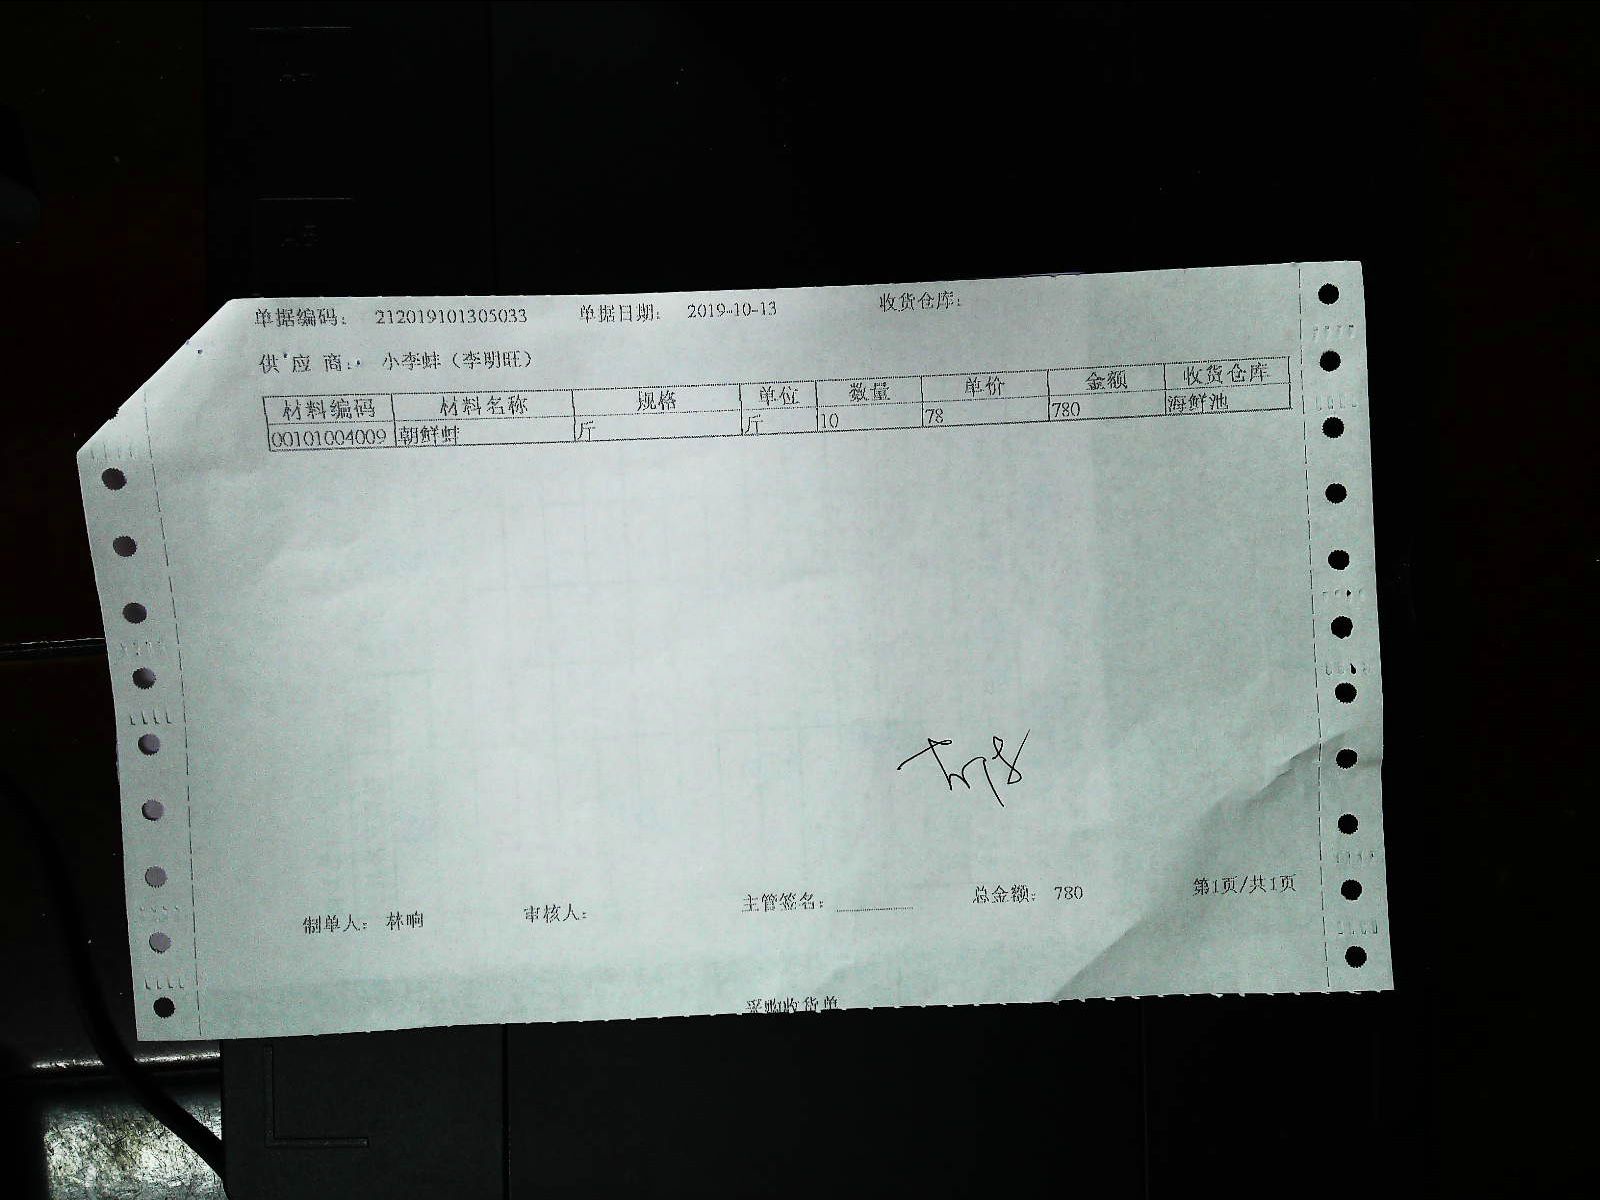 单据编码: 212019101305033 单据日期: 2019-10-13 收货仓库:
供 应 商: 小李蚌 (李明旺)
材料编码 材料名称 规格 单位 数量 单价 金额 收货仓库
00101004009 朝鲜蚌 斤 斤 10 78 780 海鲜池
制单人: 林响 审核人: 主管签名: 总金额: 780 第1页/共1页
采购收货单